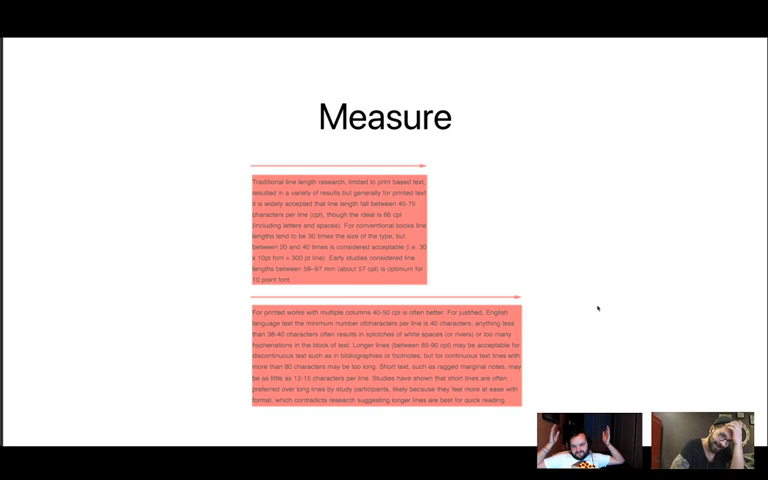 Measure
Traditional line length research, limited to print based text,
resulted in a variety of results but generally for printed text
it is widely accepted that line length fall between 45-75
characters per line (cpl), though the ideal is 66 cpl
(including letters and spaces). For conventional books line
lengths tend to be 30 times the size of the type, but
between 20 and 40 times is considered acceptable (i.e. 30
x 10pt font = 300 pt line). Early studies considered line
lengths between 59–97 mm (about 57 cpl) is optimum for
10 point font.
For printed works with multiple columns 40-50 cpl is often better. For justified, English
language text the minimum number ofcharacters per line is 40 characters; anything less
than 38-40 characters often results in splotches of white spaces (or rivers) or too many
hyphenations in the block of text. Longer lines (between 85-90 cpl) may be acceptable for
discontinuous text such as in bibliographies or footnotes, but for continuous text lines with
more than 80 characters may be too long. Short text, such as ragged marginal notes, may
be as little as 12-15 characters per line. Studies have shown that short lines are often
preferred over long lines by study participants, likely because they feel more at ease with
format, which contradicts research suggesting longer lines are best for quick reading.